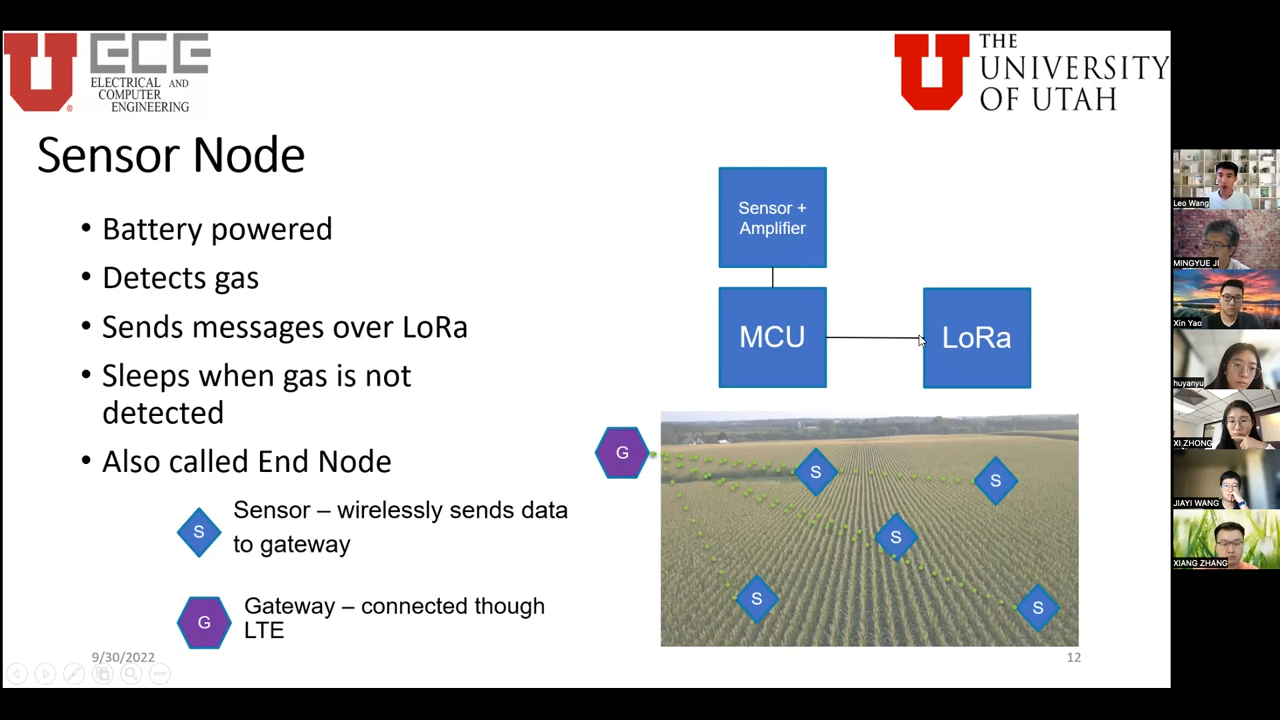 ECE
ELECTRICAL AND
COMPUTER
ENGINEERING
THE
UNIVERSITY
OF UTAH
Sensor Node
• Battery powered
• Detects gas
• Sends messages over LoRa
• Sleeps when gas is not
detected
• Also called End Node
S
Sensor – wirelessly sends data
to gateway
G
Gateway – connected though
LTE
9/30/2022
Sensor +
Amplifier
MCU
LoRa
G
S
S
S
S
S
12
Leo Wang
MINGYUE JI
Xin Yao
huyanyu
XI ZHONG
JIAYI WANG
XIANG ZHANG